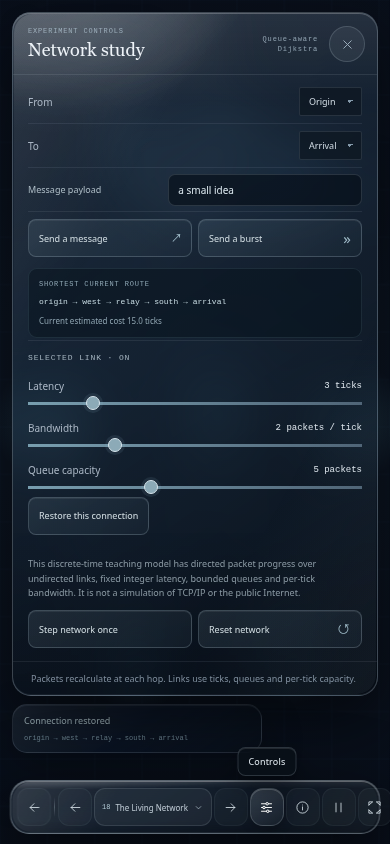 EXPERIMENT CONTROLS
Network study
Queue-aware
Dijkstra
From
Origin
To
Arrival
Message payload
a small idea
Send a message ↗
Send a burst »
SHORTEST CURRENT ROUTE
origin → west → relay → south → arrival
Current estimated cost 15.0 ticks
SELECTED LINK · ON
Latency
3 ticks
Bandwidth
2 packets / tick
Queue capacity
5 packets
Restore this connection
This discrete-time teaching model has directed packet progress over
undirected links, fixed integer latency, bounded queues and per-tick
bandwidth. It is not a simulation of TCP/IP or the public Internet.
Step network once
Reset network
Packets recalculate at each hop. Links use ticks, queues and per-tick capacity.
Connection restored
origin → west → relay → south → arrival
Controls
18 The Living Network